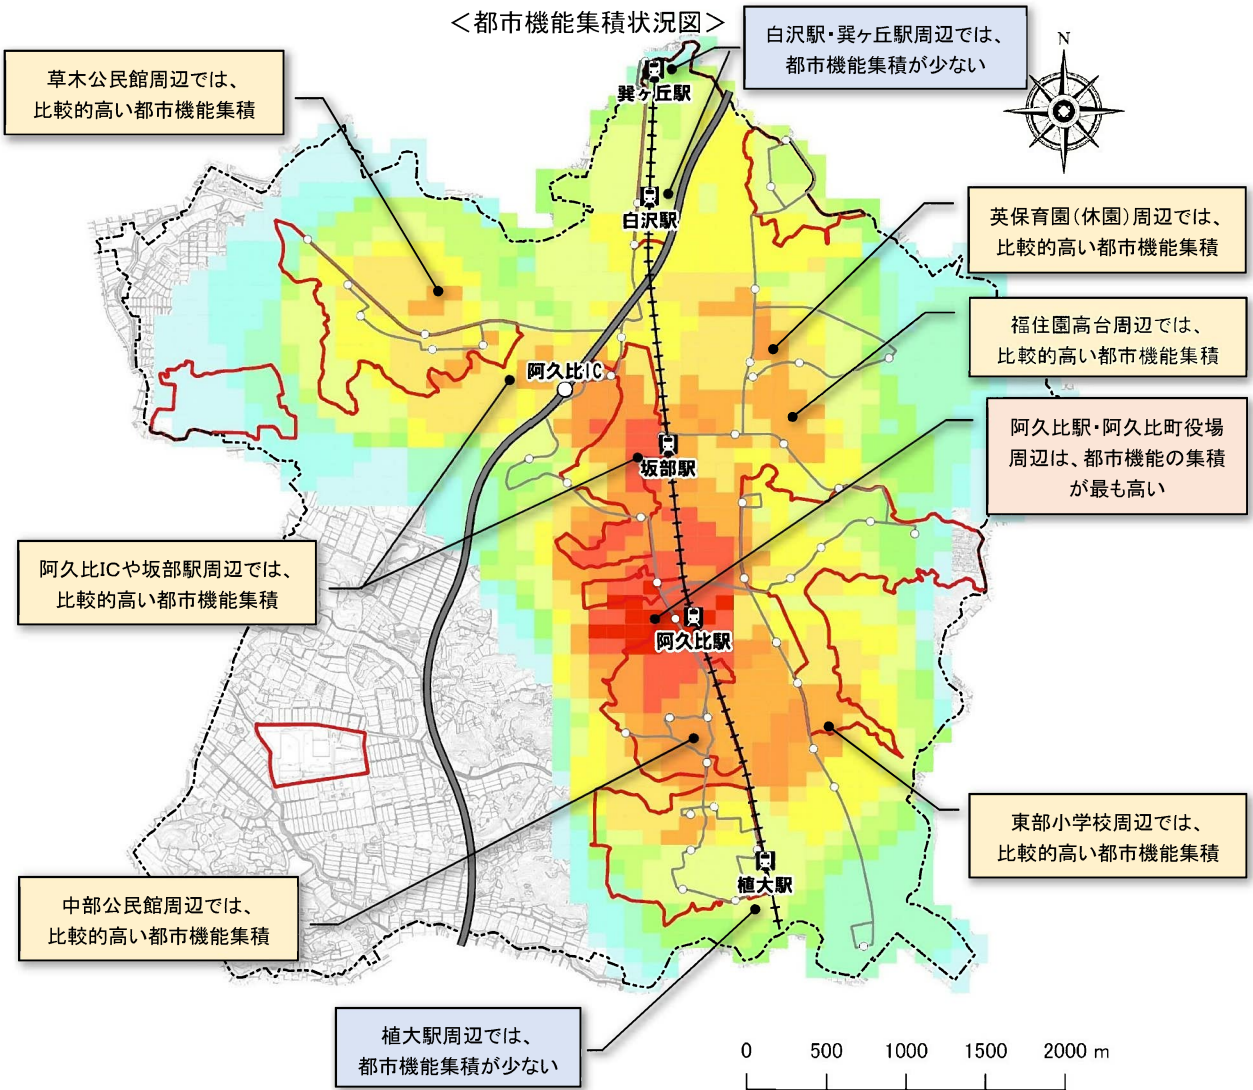 ＜都市機能集積状況図＞
白沢駅・巽ヶ丘駅周辺では、
都市機能集積が少ない
N
草木公民館周辺では、
比較的高い都市機能集積
巽ヶ丘駅
白沢駅
英保育園（休園）周辺では、
比較的高い都市機能集積
福住園高台周辺では、
比較的高い都市機能集積
阿久比IC
阿久比駅・阿久比町役場
周辺は、都市機能の集積
が最も高い
坂部駅
阿久比ICや坂部駅周辺では、
比較的高い都市機能集積
阿久比駅
東部小学校周辺では、
比較的高い都市機能集積
植大駅
中部公民館周辺では、
比較的高い都市機能集積
植大駅周辺では、
都市機能集積が少ない
0 500 1000 1500 2000 m